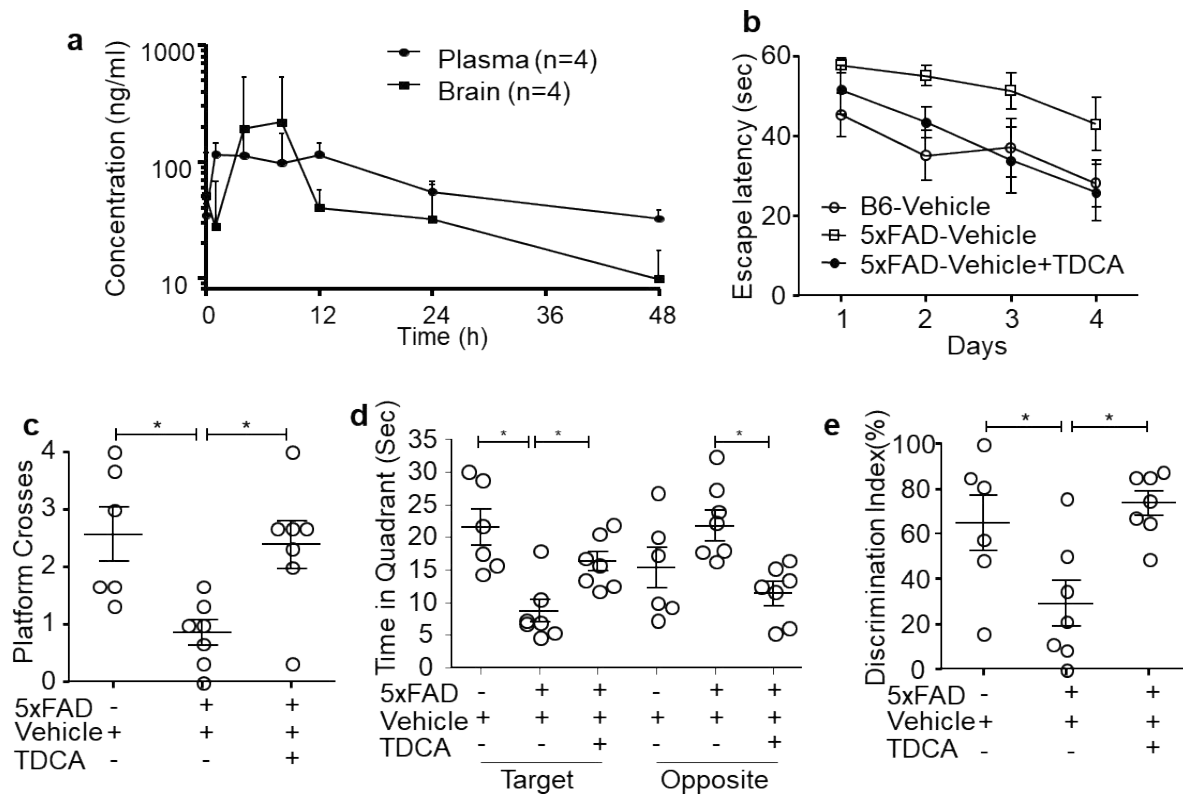 a
1000
100
10
Concentration (ng/ml)
Plasma (n=4)
Brain (n=4)
0 12 24 36 48
Time (h)
b
60
40
20
0
Escape latency (sec)
B6-Vehicle
5xFAD-Vehicle
5xFAD-Vehicle+TDCA
1 2 3 4
Days
c
* *
4
3
2
1
0
Platform Crosses
5xFAD - + +
Vehicle + + +
TDCA - - +
d
* * *
35
30
25
20
15
10
5
0
Time in Quadrant (Sec)
5xFAD - + + - + +
Vehicle + + + + + +
TDCA - - + - - +
Target Opposite
e
* *
100
80
60
40
20
0
Discrimination Index(%)
5xFAD - + +
Vehicle + + +
TDCA - - +